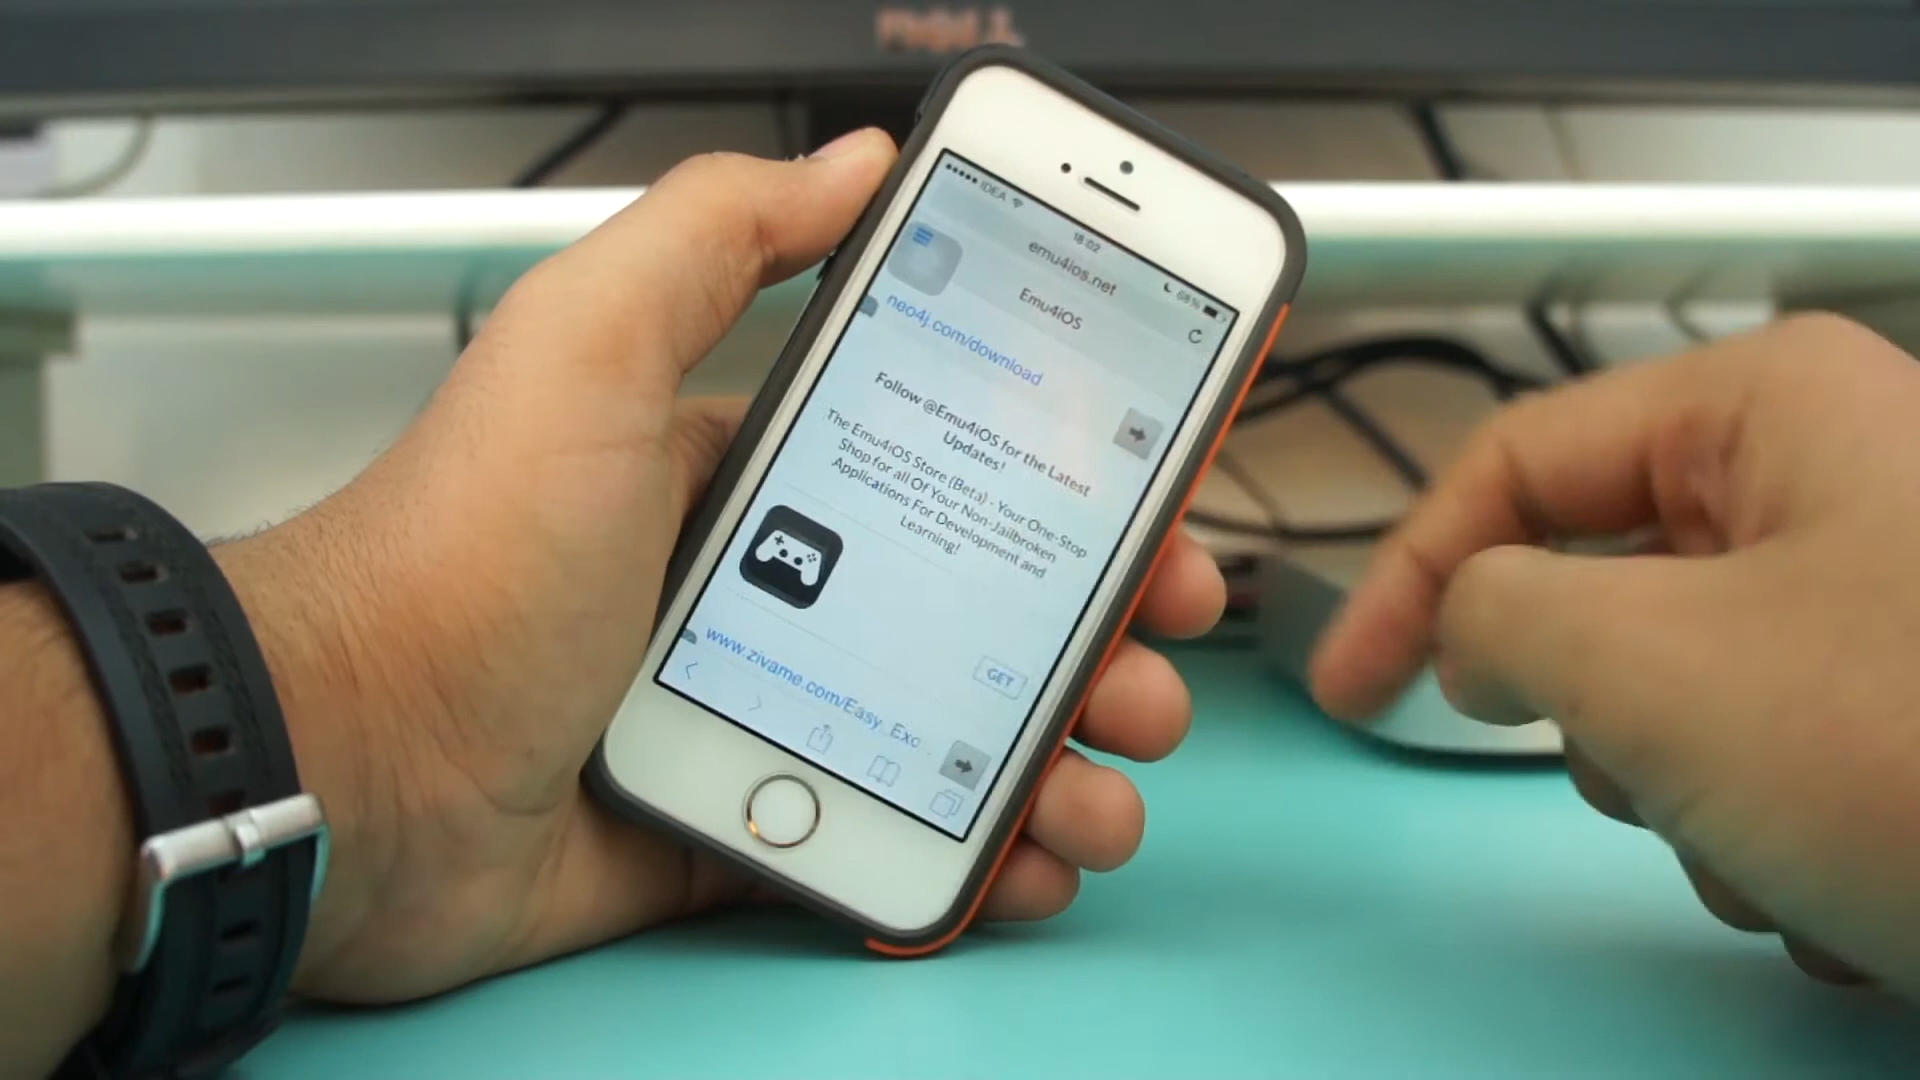 IDEA
18:02
68%
emu4ios.net
Emu4iOS
neo4j.com/download
Follow @Emu4iOS for the Latest
Updates!
The Emu4iOS Store (Beta) - Your One-Stop
Shop for all Of Your Non-Jailbroken
Applications For Development and
Learning!
GET
www.zivame.com/Easy_Exc...